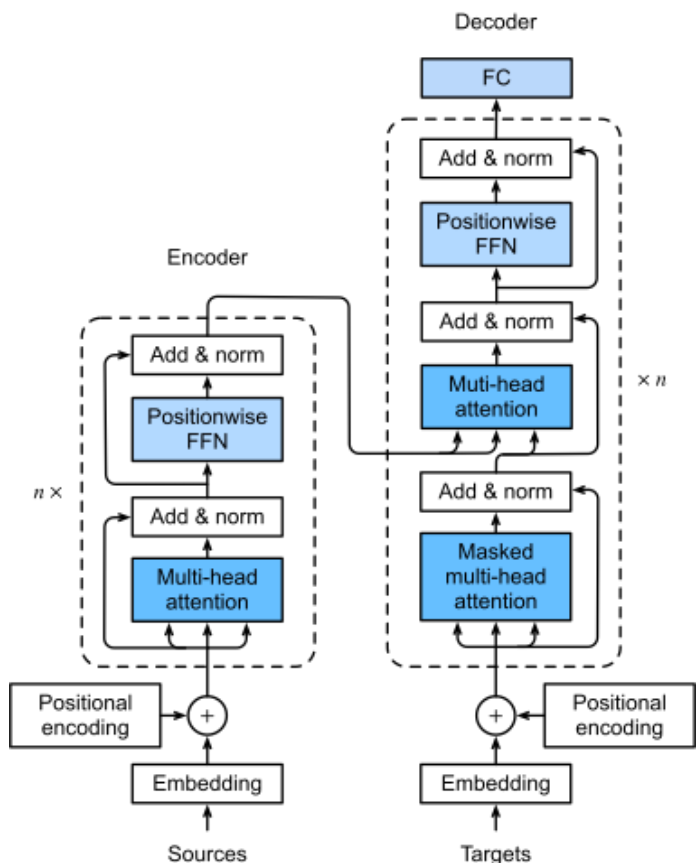 Decoder
FC
Add & norm
Positionwise
FFN
Add & norm
Muti-head
attention
× n
Add & norm
Masked
multi-head
attention
Positional
encoding
+
Embedding
Targets
Encoder
Add & norm
Positionwise
FFN
n ×
Add & norm
Multi-head
attention
Positional
encoding
+
Embedding
Sources